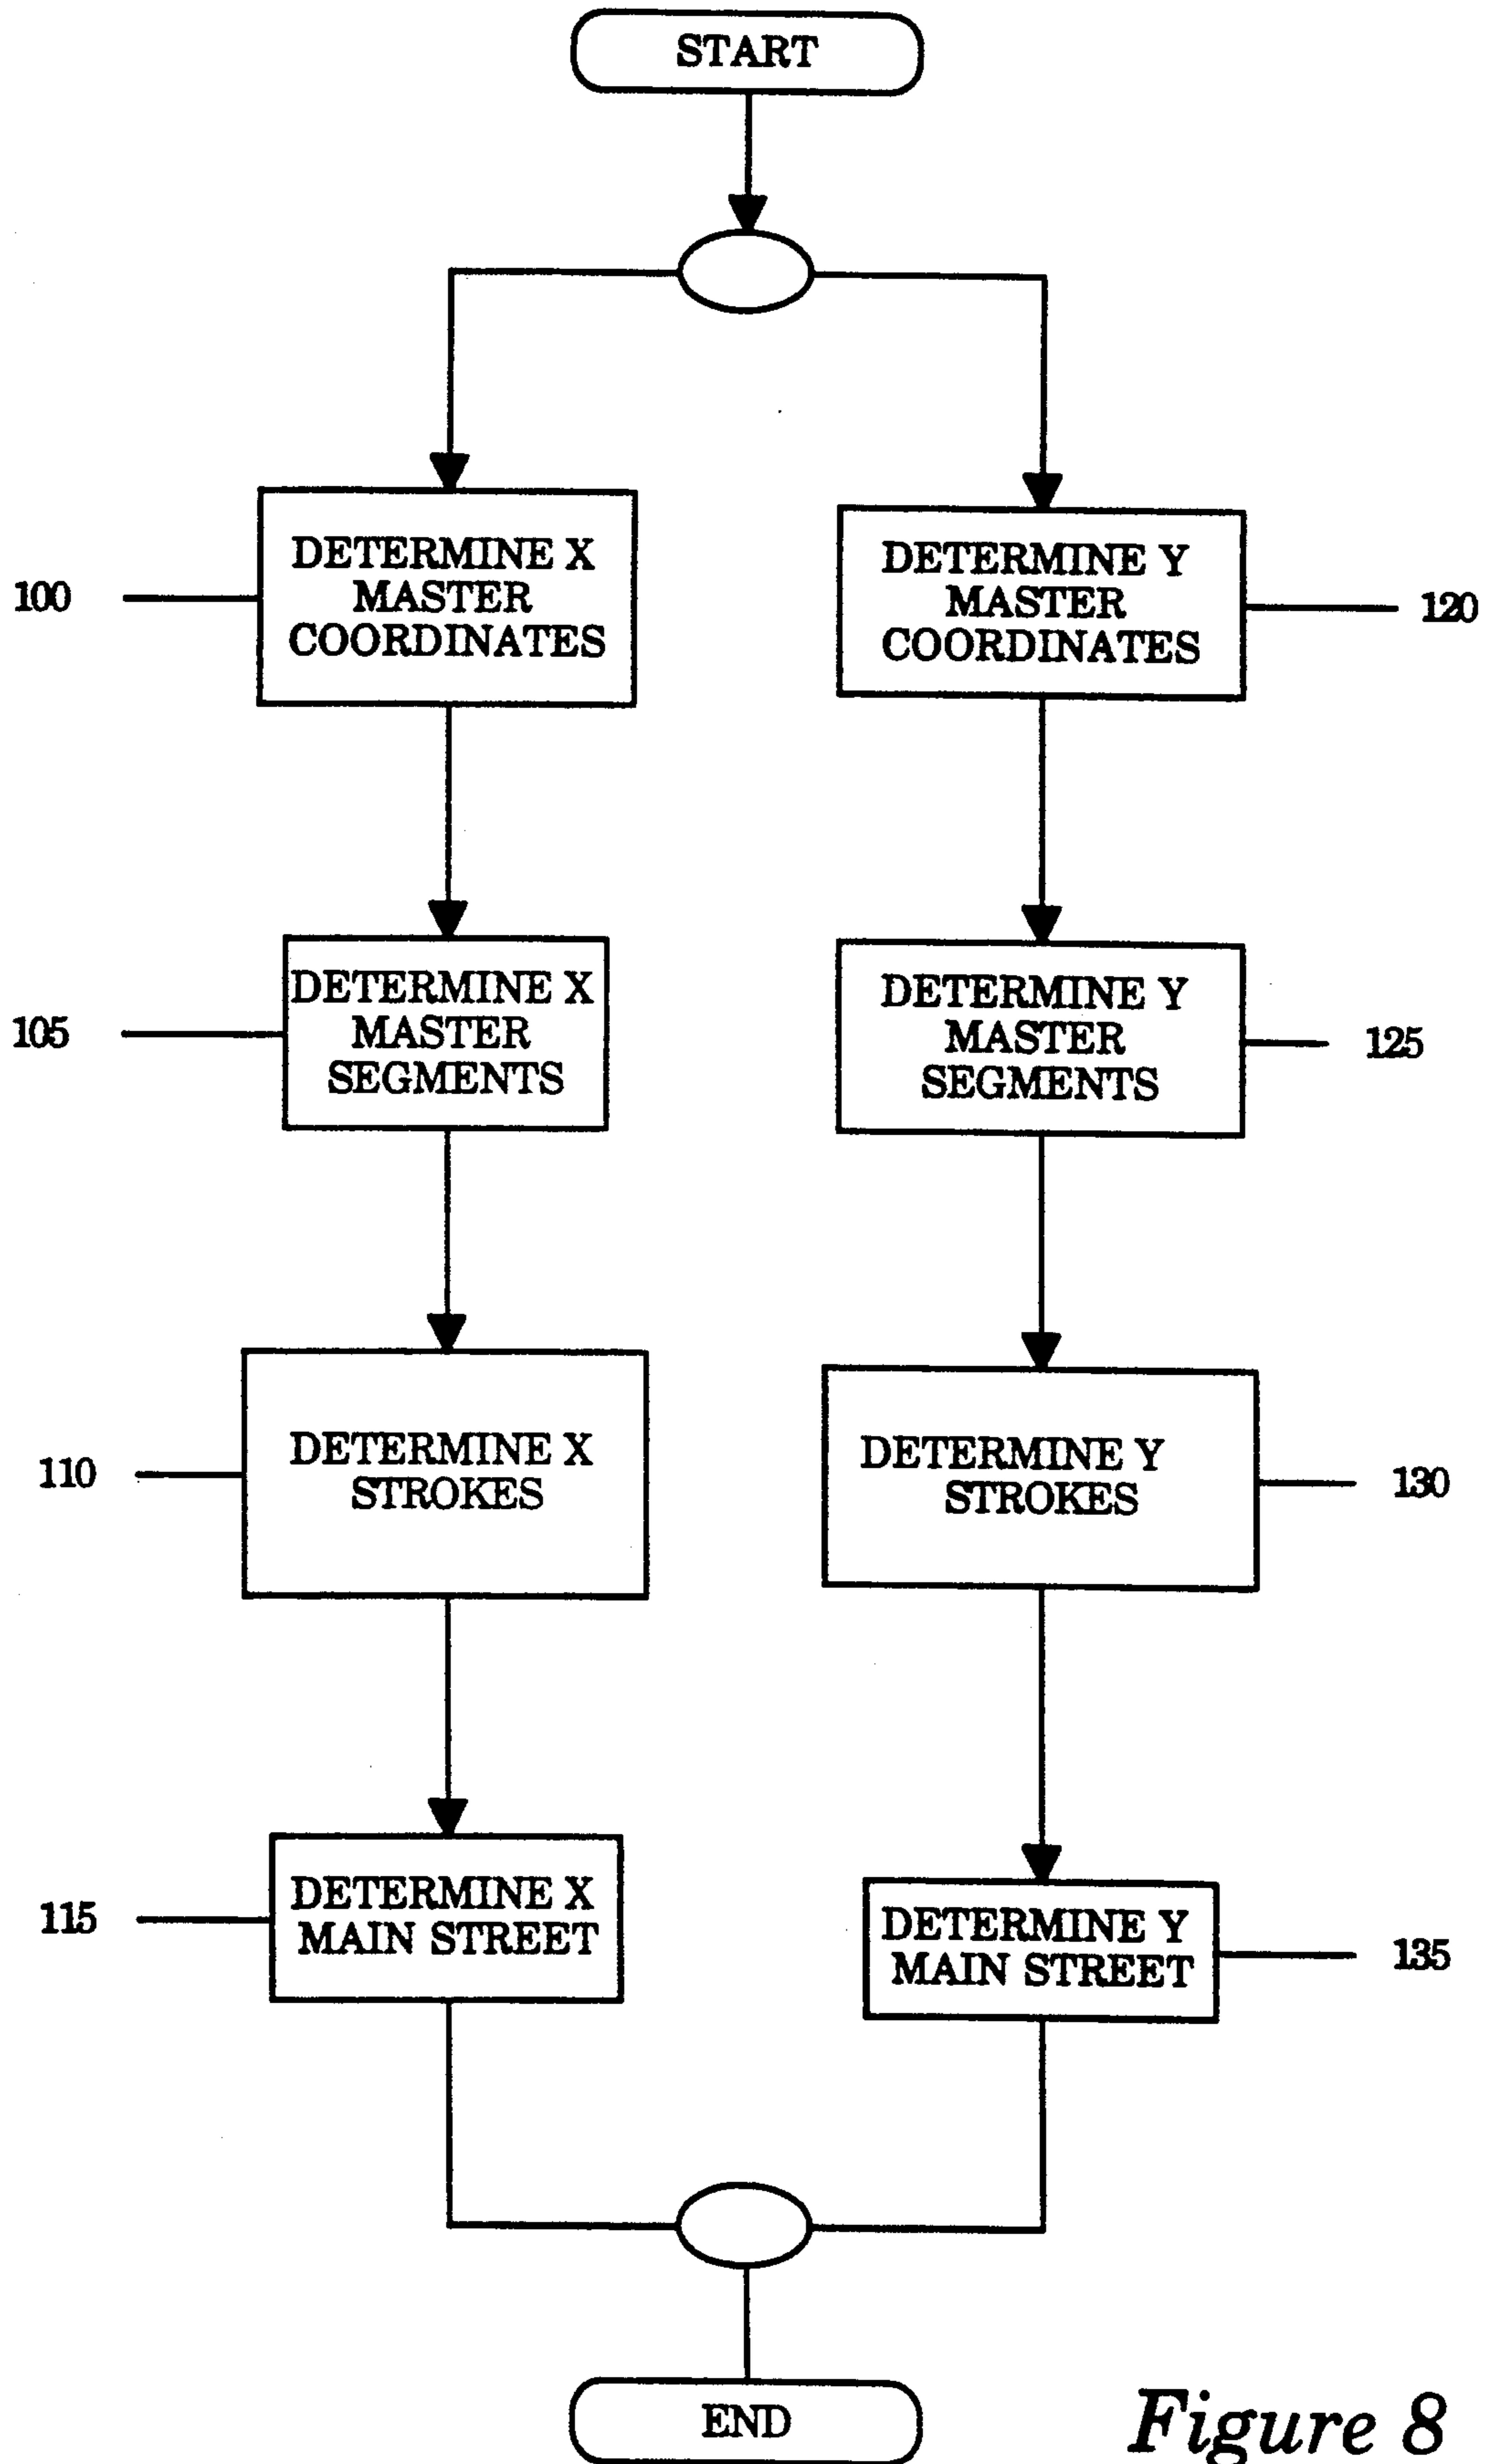 START
DETERMINE X
MASTER
COORDINATES
100
DETERMINE Y
MASTER
COORDINATES
120
DETERMINE X
MASTER
SEGMENTS
105
DETERMINE Y
MASTER
SEGMENTS
125
DETERMINE X
STROKES
110
DETERMINE Y
STROKES
130
DETERMINE X
MAIN STREET
115
DETERMINE Y
MAIN STREET
135
END
Figure 8